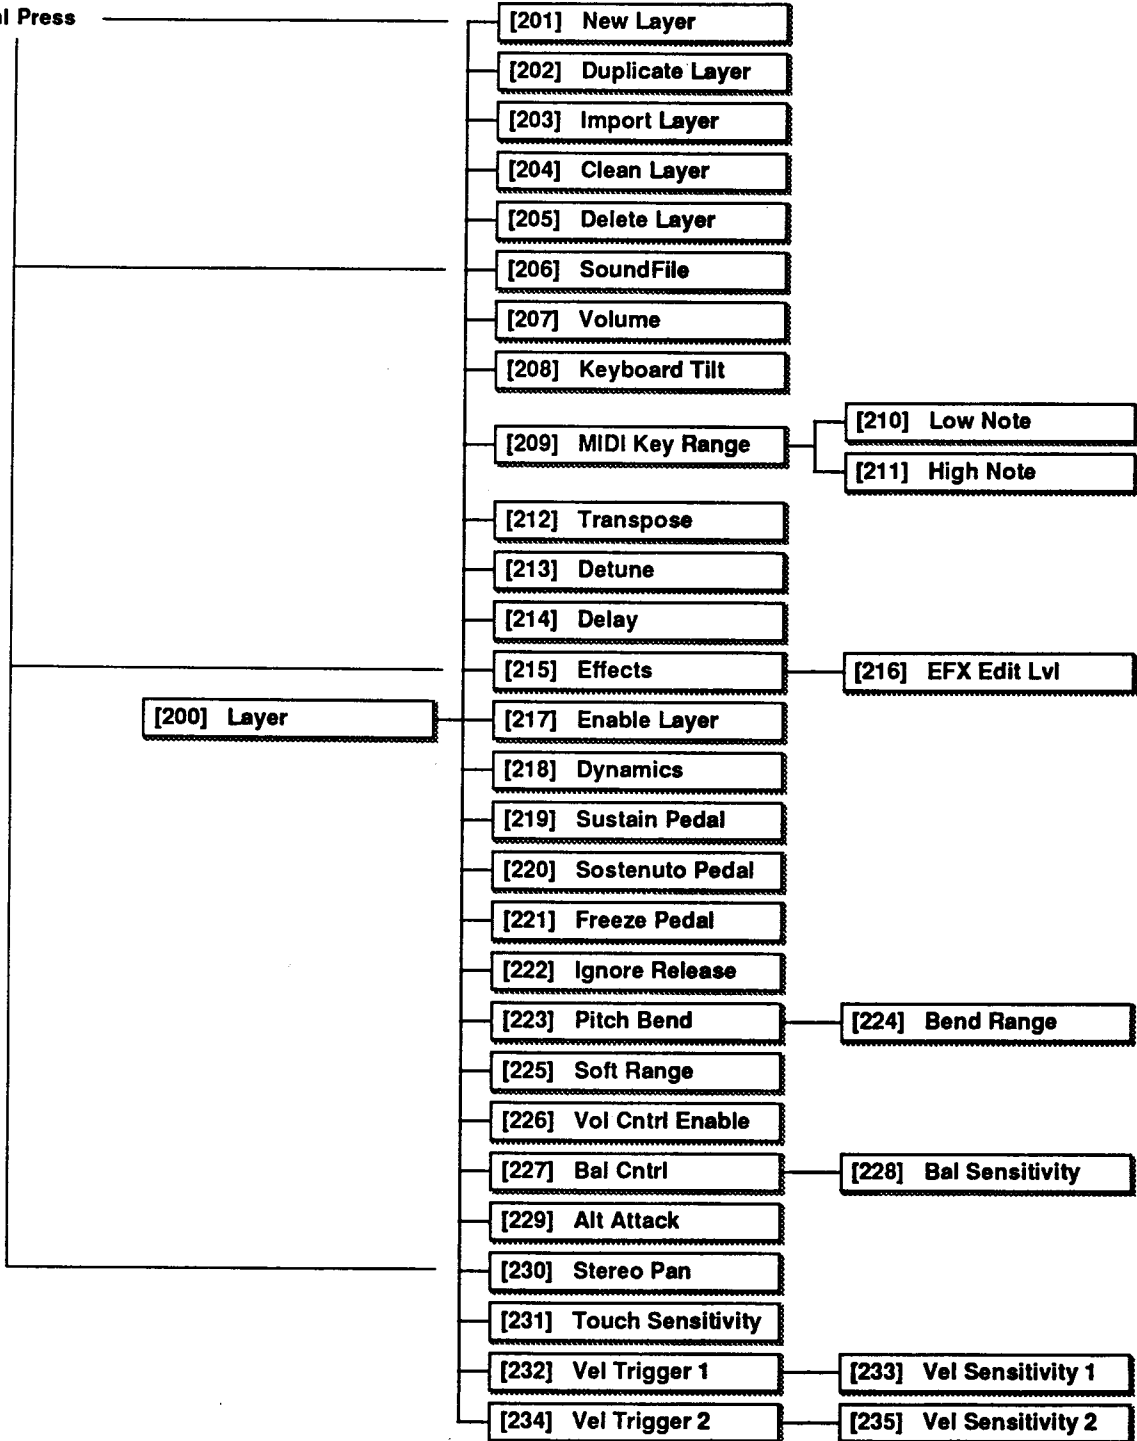 Press
[201] New Layer
[202] Duplicate Layer
[203] Import Layer
[204] Clean Layer
[205] Delete Layer
[206] SoundFile
[207] Volume
[208] Keyboard Tilt
[209] MIDI Key Range
[210] Low Note
[211] High Note
[212] Transpose
[213] Detune
[214] Delay
[215] Effects
[216] EFX Edit Lvl
[200] Layer
[217] Enable Layer
[218] Dynamics
[219] Sustain Pedal
[220] Sostenuto Pedal
[221] Freeze Pedal
[222] Ignore Release
[223] Pitch Bend
[224] Bend Range
[225] Soft Range
[226] Vol Cntrl Enable
[227] Bal Cntrl
[228] Bal Sensitivity
[229] Alt Attack
[230] Stereo Pan
[231] Touch Sensitivity
[232] Vel Trigger 1
[233] Vel Sensitivity 1
[234] Vel Trigger 2
[235] Vel Sensitivity 2